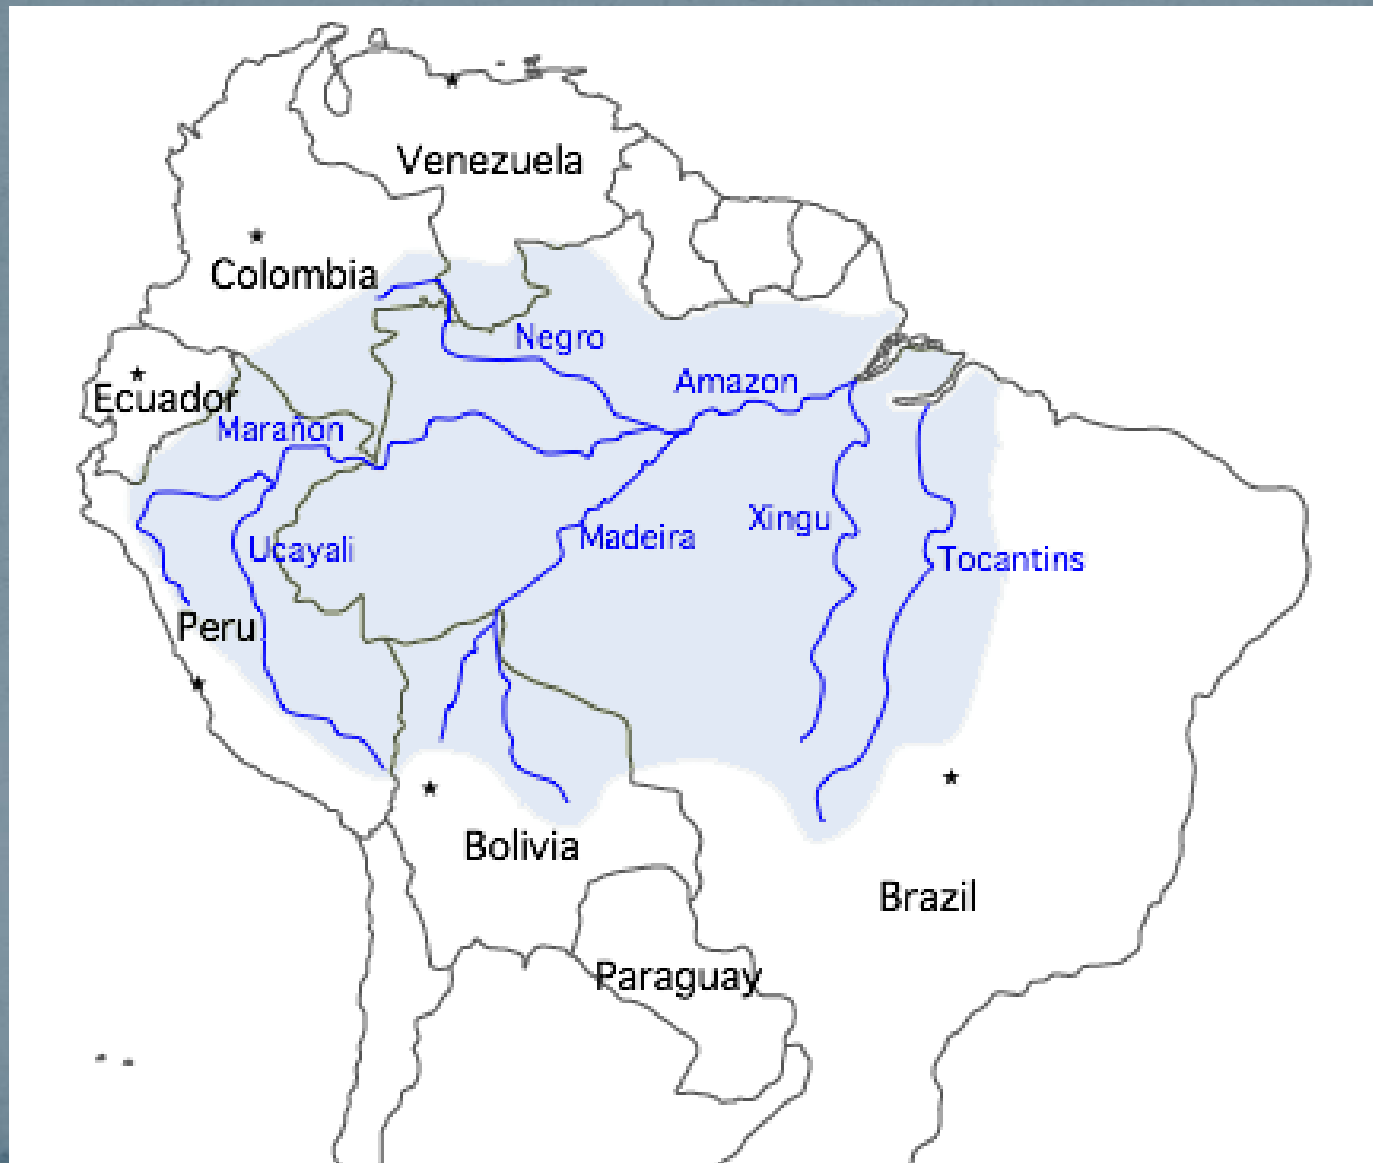 Venezuela
Colombia
Negro
Amazon
Ecuador
Marañon
Xingu
Madeira
Ucayali
Tocantins
Peru
Bolivia
Brazil
Paraguay